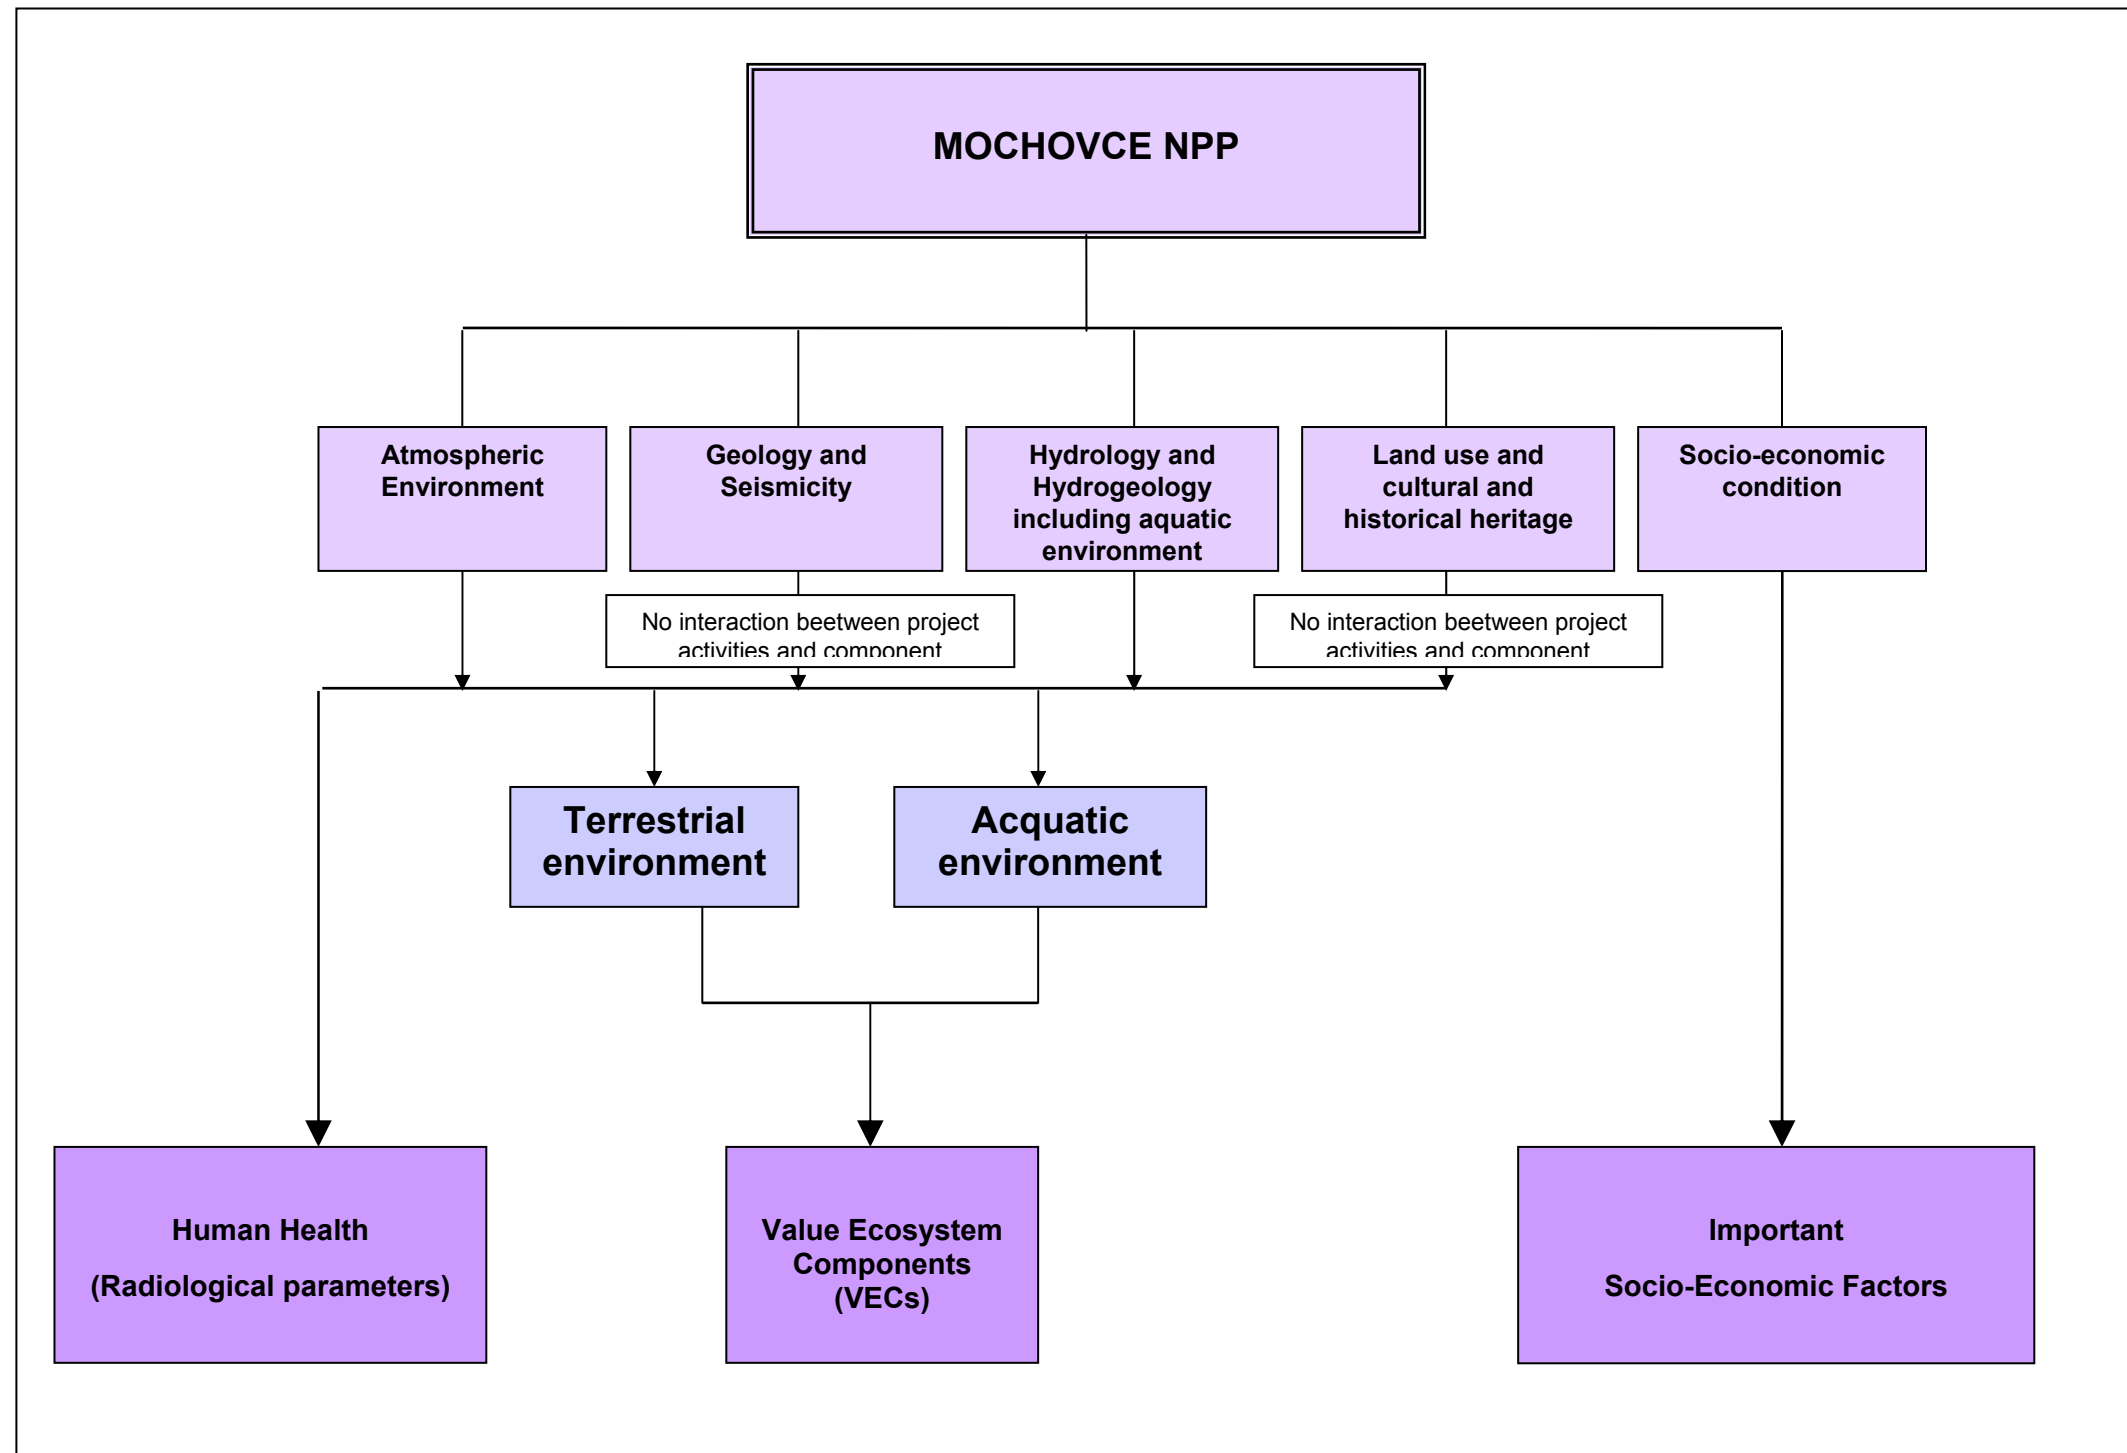 MOCHOVCE NPP
Atmospheric
Environment
Geology and
Seismicity
Hydrology and
Hydrogeology
including aquatic
environment
Land use and
cultural and
historical heritage
Socio-economic
condition
No interaction beetween project
activities and component
No interaction beetween project
activities and component
Terrestrial
environment
Acquatic
environment
Human Health
(Radiological parameters)
Value Ecosystem
Components
(VECs)
Important
Socio-Economic Factors